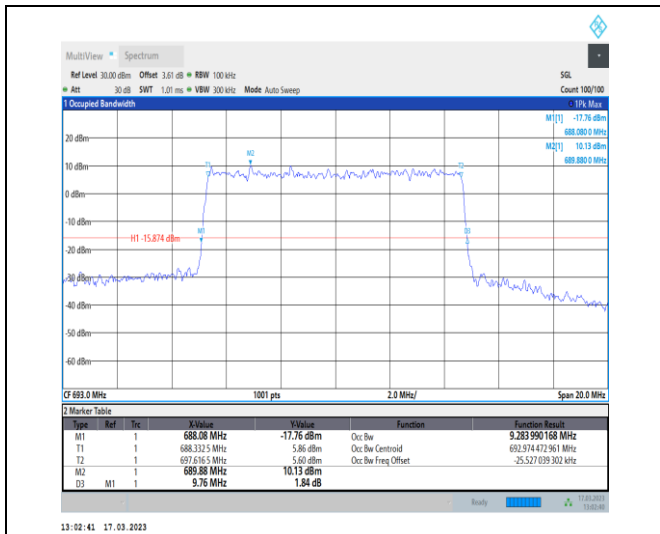 MultiView Spectrum
Ref Level 30.00 dBm Offset 3.61 dB RBW 100 kHz SGL
Att 30 dB SWT 1.01 ms VBW 300 kHz Mode Auto Sweep Count 100/100
1 Occupied Bandwidth 1Pk Max
M1[1] -17.76 dBm
688.080 0 MHz
M2[1] 10.13 dBm
689.880 0 MHz
20 dBm
M2
T1 T2
10 dBm
0 dBm
-10 dBm
M1 D3
H1 -15.874 dBm
-20 dBm
-30 dBm
-40 dBm
-50 dBm
-60 dBm
CF 693.0 MHz 1001 pts 2.0 MHz/ Span 20.0 MHz
2 Marker Table
Type Ref Trc X-Value Y-Value Function Function Result
M1 1 688.08 MHz -17.76 dBm Occ Bw 9.283 990 168 MHz
T1 1 688.332 5 MHz 5.86 dBm Occ Bw Centroid 692.974 472 961 MHz
T2 1 697.616 5 MHz 5.60 dBm Occ Bw Freq Offset -25.527 039 302 kHz
M2 1 689.88 MHz 10.13 dBm
D3 M1 1 9.76 MHz 1.84 dB
Ready 17.03.2023
13:02:40
13:02:41 17.03.2023